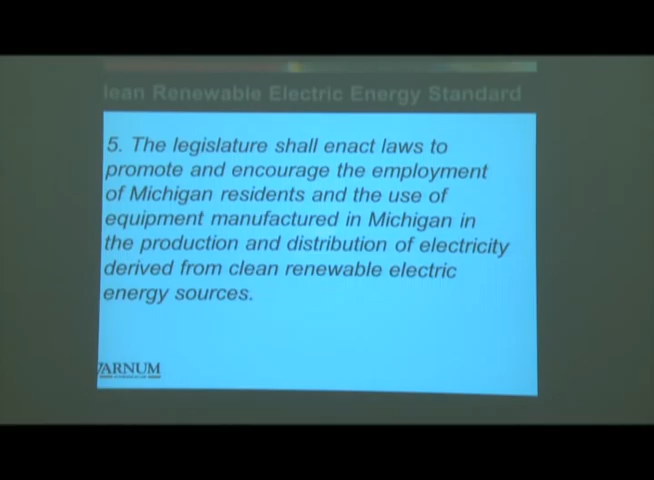 lean Renewable Electric Energy Standard
5. The legislature shall enact laws to
promote and encourage the employment
of Michigan residents and the use of
equipment manufactured in Michigan in
the production and distribution of electricity
derived from clean renewable electric
energy sources.
VARNUM